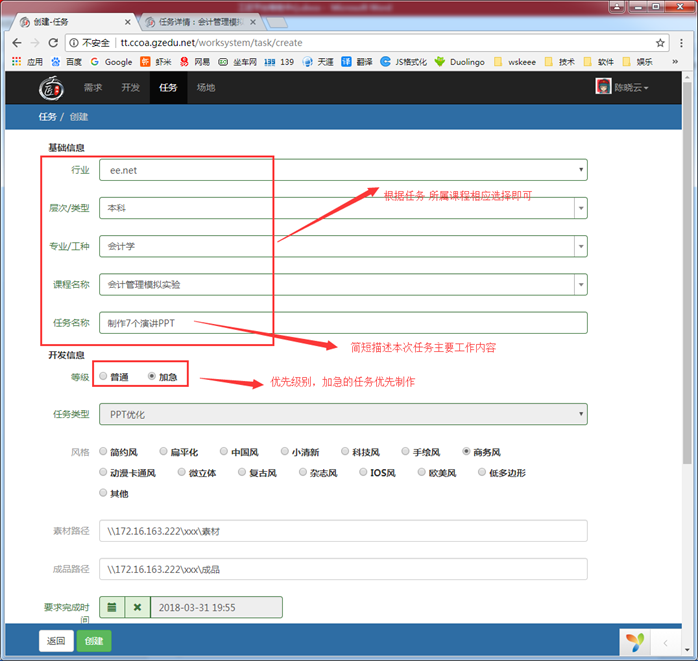 创建-任务
任务详情：会计管理模拟
不安全 | tt.ccoa.gzedu.net/worksystem/task/create
应用 百度 Google 虾米 网易 坐车网 139 139 天涯 译 翻译 JS格式化 Duolingo wskeee 技术 软件 娱乐 »
需求 开发 任务 场地 陈晓云
任务 / 创建
基础信息
行业 ee.net
根据任务 所属课程相应选择即可
层次/类型 本科
专业/工种 会计学
课程名称 会计管理模拟实验
任务名称 制作7个演讲PPT
简短描述本次任务主要工作内容
开发信息
等级 普通 加急
优先级别、加急的任务优先制作
任务类型 PPT优化
风格 简约风 扁平化 中国风 小清新 科技风 手绘风 商务风
动漫卡通风 微立体 复古风 杂志风 IOS风 欧美风 低多边形
其他
素材路径 \\172.16.163.222\xxx\素材
成品路径 \\172.16.163.222\xxx\成品
要求完成时间 2018-03-31 19:55
返回 创建